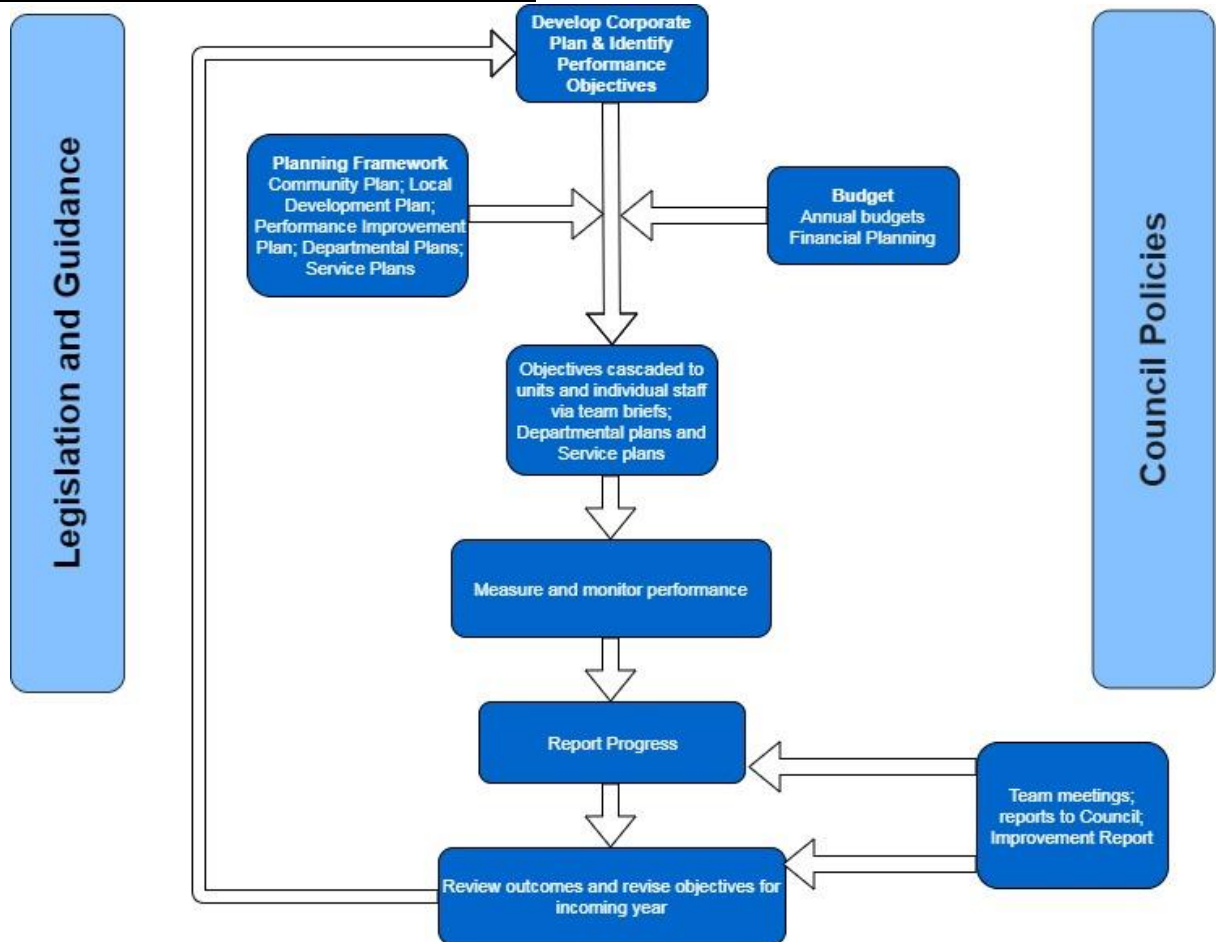 Develop Corporate
Plan & Identify
Performance
Objectives
Legislation and Guidance
Council Policies
Planning Framework
Community Plan; Local
Development Plan;
Performance Improvement
Plan; Departmental Plans;
Service Plans
Budget
Annual budgets
Financial Planning
Objectives cascaded to
units and individual staff
via team briefs;
Departmental plans and
Service plans
Measure and monitor performance
Report Progress
Team meetings;
reports to Council;
Improvement Report
Review outcomes and revise objectives for
incoming year